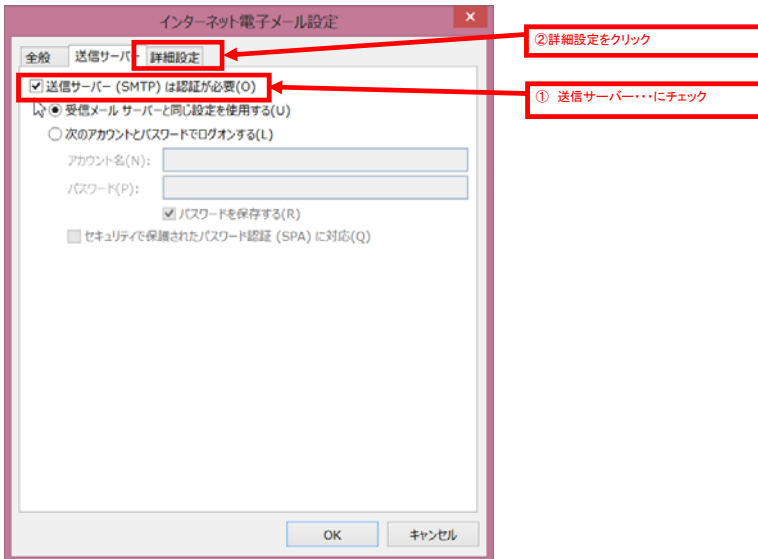 インターネット電子メール設定
全般 送信サーバー 詳細設定
②詳細設定をクリック
送信サーバー (SMTP) は認証が必要(O)
① 送信サーバー・・・にチェック
受信メール サーバーと同じ設定を使用する(U)
次のアカウントとパスワードでログオンする(L)
アカウント名(N):
パスワード(P):
パスワードを保存する(R)
セキュリティで保護されたパスワード認証 (SPA) に対応(Q)
OK キャンセル